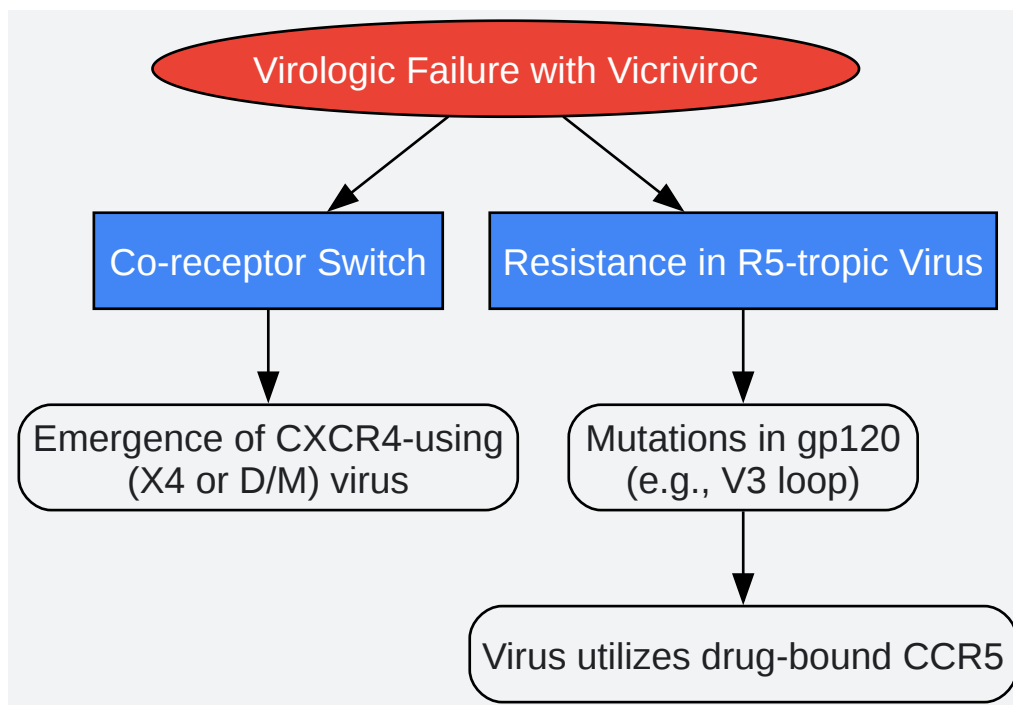 Virologic Failure with Vicriviroc
Co-receptor Switch
Resistance in R5-tropic Virus
Emergence of CXCR4-using
(X4 or D/M) virus
Mutations in gp120
(e.g., V3 loop)
Virus utilizes drug-bound CCR5